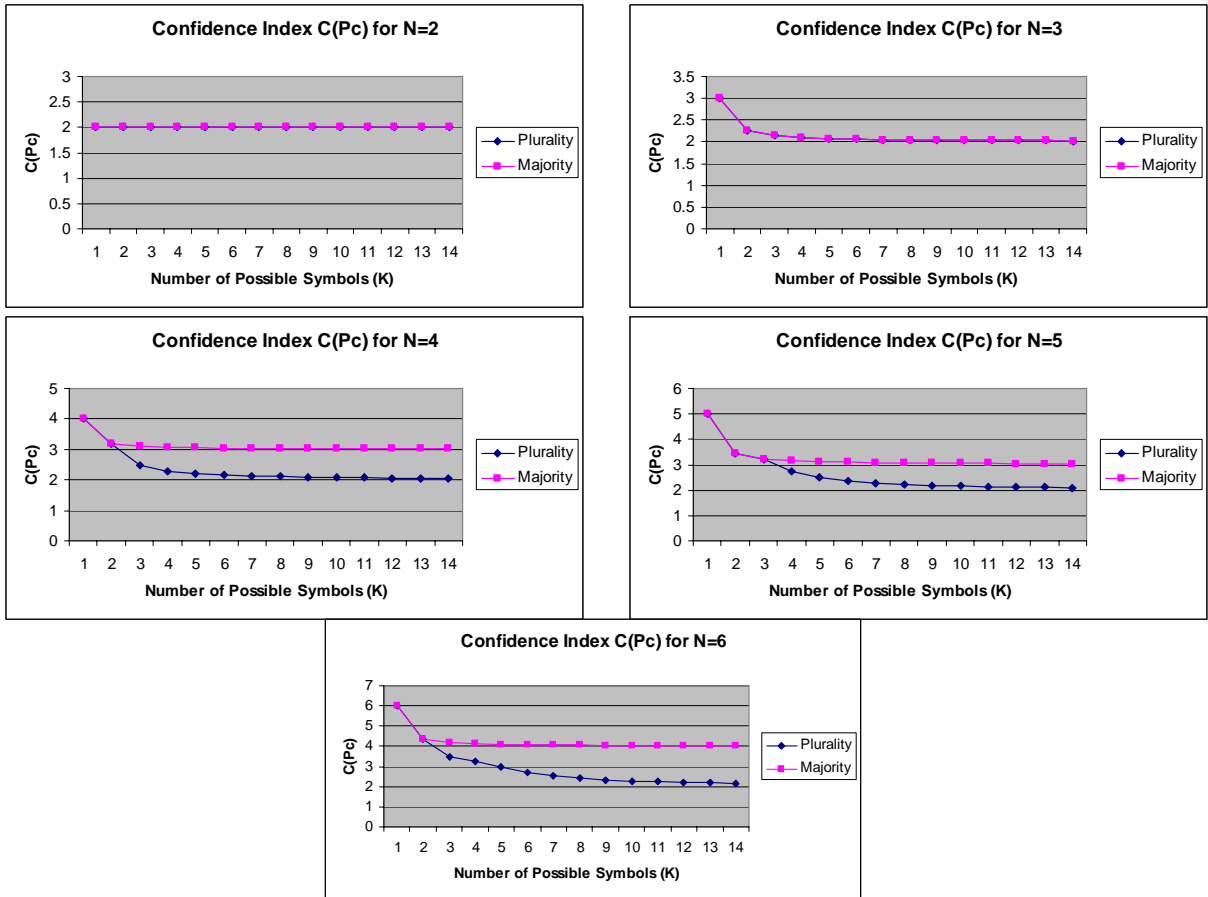 Confidence Index C(Pc) for N=2
3
2.5
2
1.5
1
0.5
0
C(Pc)
1 2 3 4 5 6 7 8 9 10 11 12 13 14
Number of Possible Symbols (K)
Plurality
Majority
Confidence Index C(Pc) for N=3
3.5
3
2.5
2
1.5
1
0.5
0
C(Pc)
1 2 3 4 5 6 7 8 9 10 11 12 13 14
Number of Possible Symbols (K)
Plurality
Majority
Confidence Index C(Pc) for N=4
5
4
3
2
1
0
C(Pc)
1 2 3 4 5 6 7 8 9 10 11 12 13 14
Number of Possible Symbols (K)
Plurality
Majority
Confidence Index C(Pc) for N=5
6
5
4
3
2
1
0
C(Pc)
1 2 3 4 5 6 7 8 9 10 11 12 13 14
Number of Possible Symbols (K)
Plurality
Majority
Confidence Index C(Pc) for N=6
7
6
5
4
3
2
1
0
C(Pc)
1 2 3 4 5 6 7 8 9 10 11 12 13 14
Number of Possible Symbols (K)
Plurality
Majority